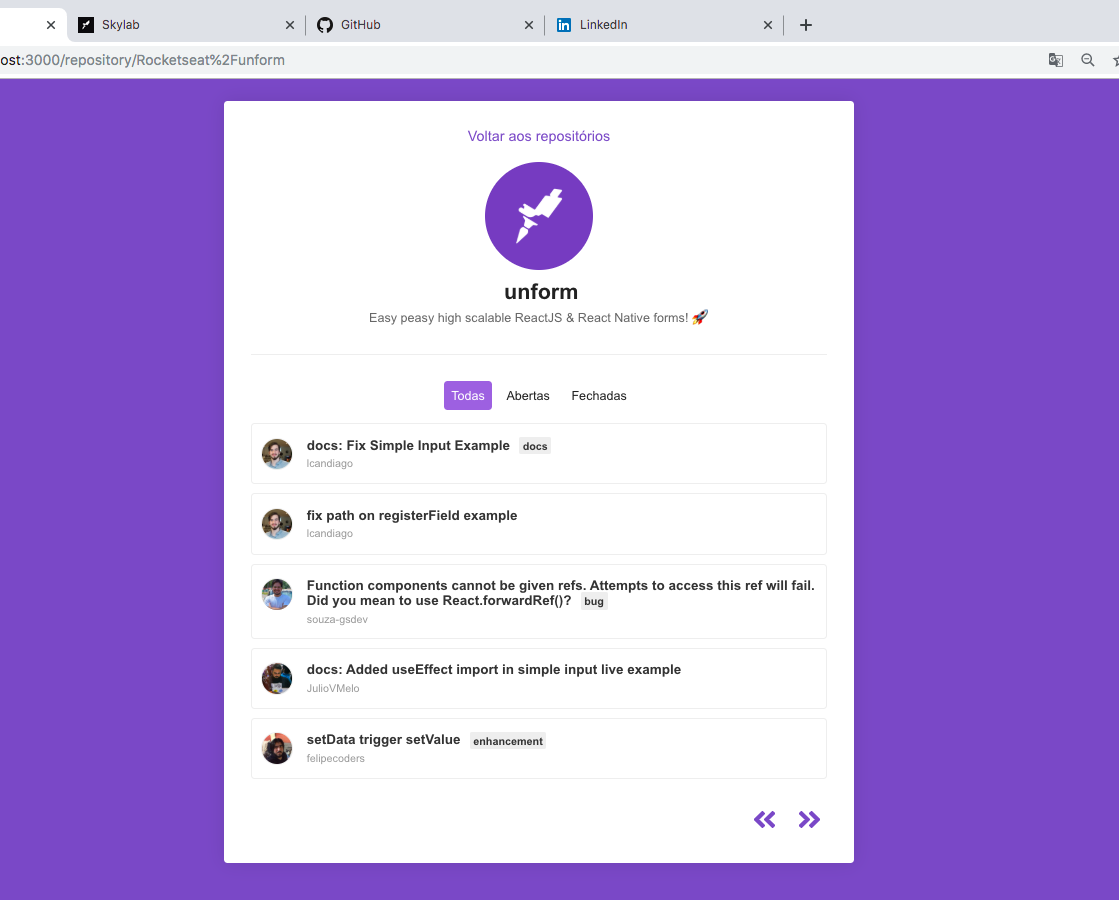 Skylab
GitHub
LinkedIn
ost:3000/repository/Rocketseat%2Funform
Voltar aos repositórios
unform
Easy peasy high scalable ReactJS & React Native forms! 🚀
Todas Abertas Fechadas
docs: Fix Simple Input Example docs
lcandiago
fix path on registerField example
lcandiago
Function components cannot be given refs. Attempts to access this ref will fail.
Did you mean to use React.forwardRef()? bug
souza-gsdev
docs: Added useEffect import in simple input live example
JulioVMelo
setData trigger setValue enhancement
felipecoders